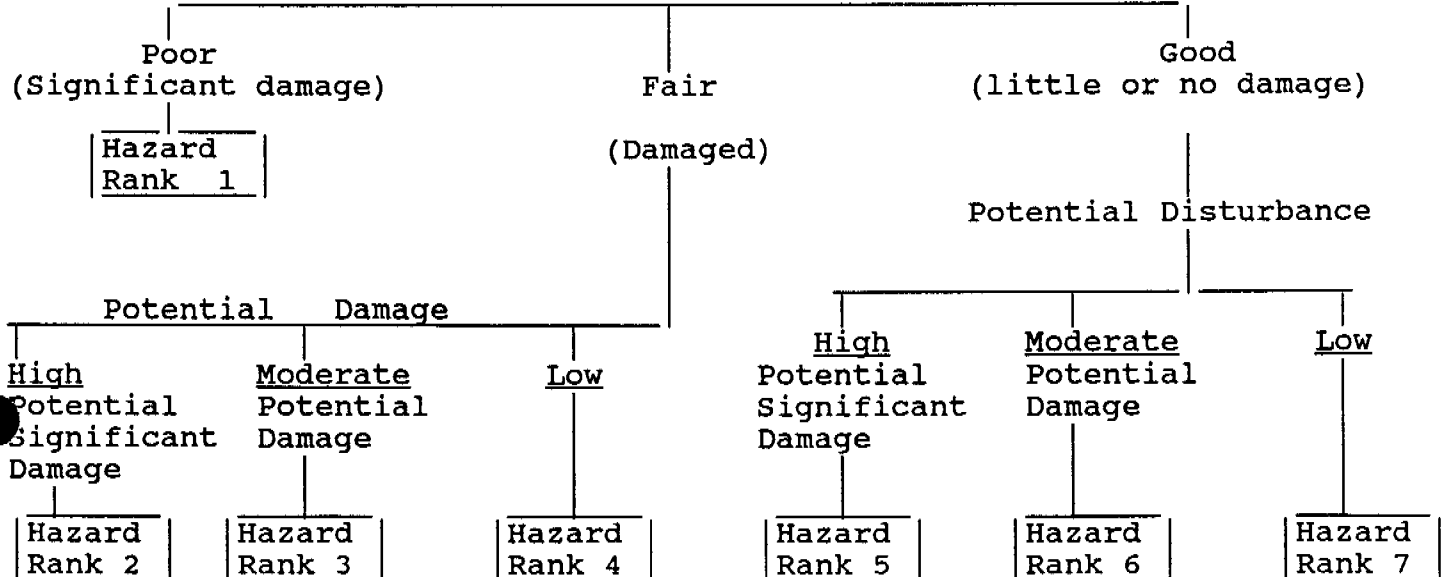 Poor
(Significant damage)
Hazard
Rank 1
Fair
(Damaged)
Good
(little or no damage)
Potential Disturbance
Potential Damage
High
Potential
Significant
Damage
Hazard
Rank 2
Moderate
Potential
Damage
Hazard
Rank 3
Low
Hazard
Rank 4
High
Potential
Significant
Damage
Hazard
Rank 5
Moderate
Potential
Damage
Hazard
Rank 6
Low
Hazard
Rank 7